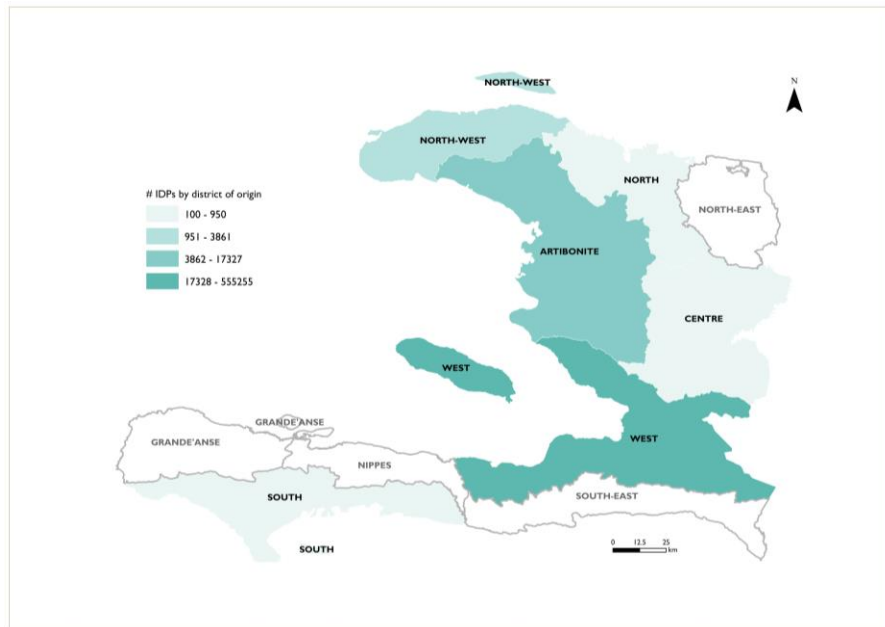 NORTH-WEST
N
NORTH-WEST
NORTH
# IDPs by district of origin
100 - 950
951 - 3861
3862 - 17327
17328 - 555255
NORTH-EAST
ARTIBONITE
CENTRE
WEST
GRANDE'ANSE
GRANDE'ANSE
WEST
NIPPES
SOUTH
SOUTH-EAST
SOUTH
0 12.5 25
km